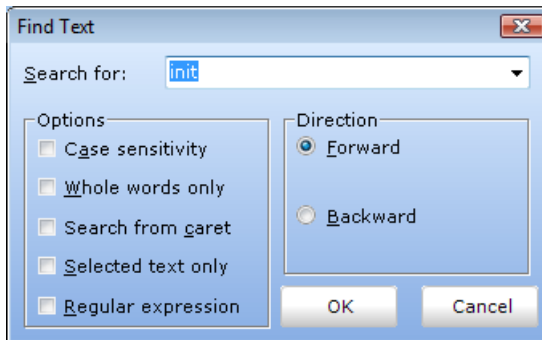 Find Text
Search for: init
Options
Case sensitivity
Whole words only
Search from caret
Selected text only
Regular expression
Direction
Forward
Backward
OK Cancel